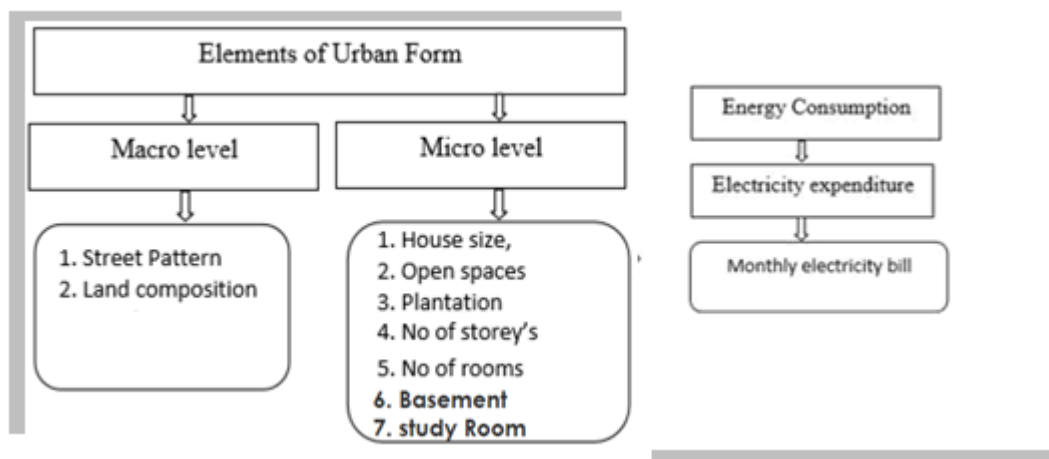 Elements of Urban Form
Macro level
Micro level
1. Street Pattern
2. Land composition
1. House size,
2. Open spaces
3. Plantation
4. No of storey's
5. No of rooms
6. Basement
7. study Room
Energy Consumption
Electricity expenditure
Monthly electricity bill